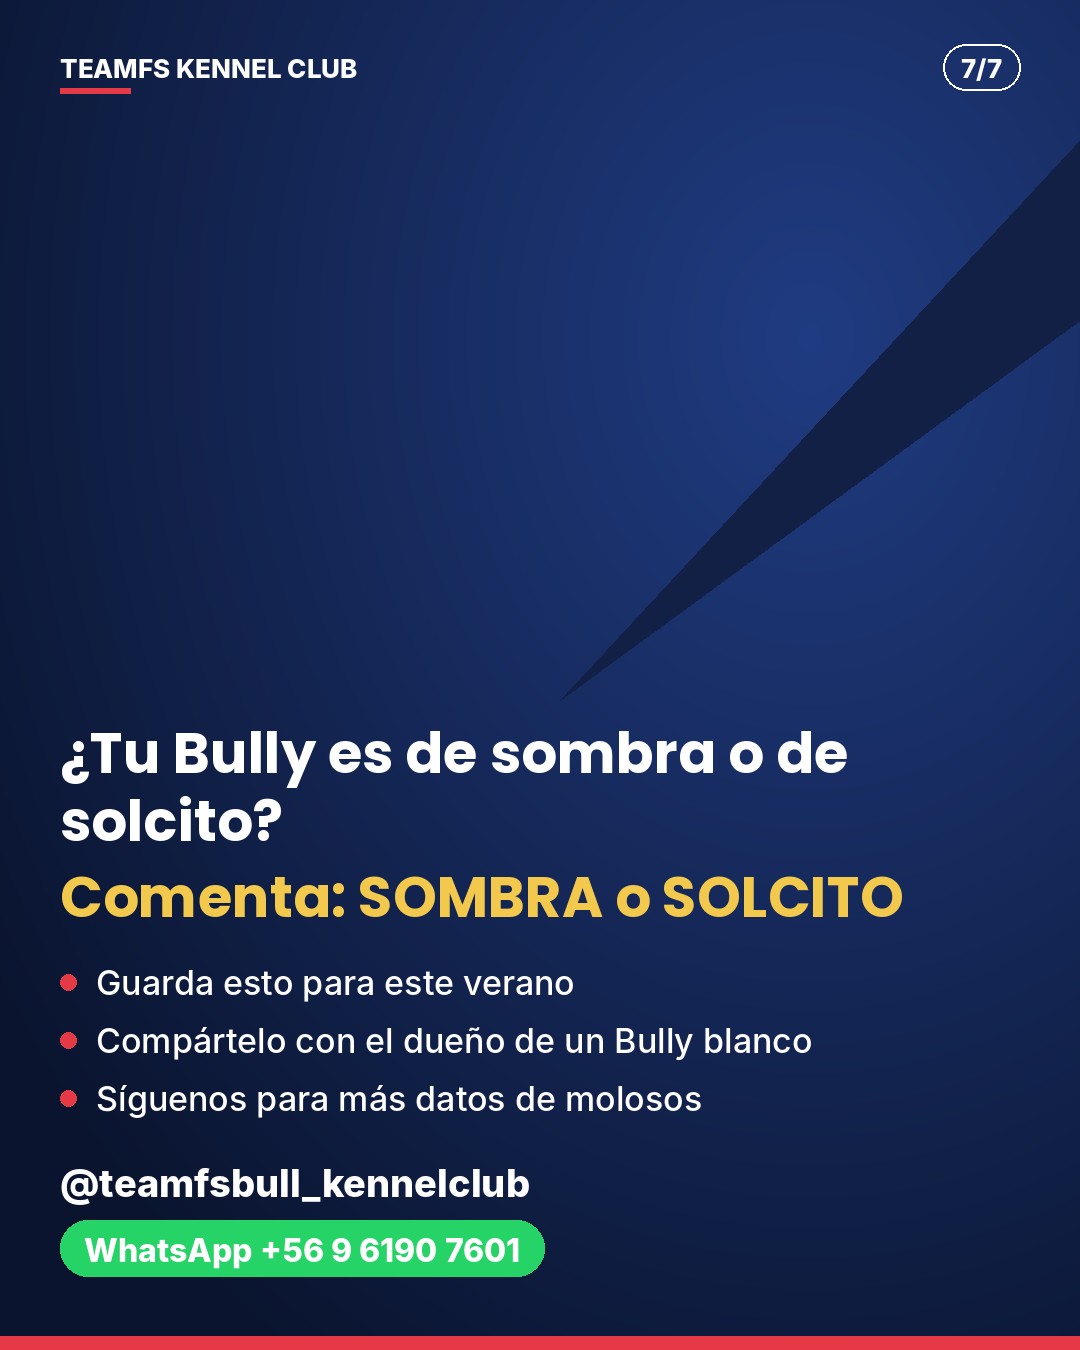 TEAMFS KENNEL CLUB
7/7
¿Tu Bully es de sombra o de
solcito?
Comenta: SOMBRA o SOLCITO
Guarda esto para este verano
Compártelo con el dueño de un Bully blanco
Síguenos para más datos de molosos
@teamfsbull_kennelclub
WhatsApp +56 9 6190 7601